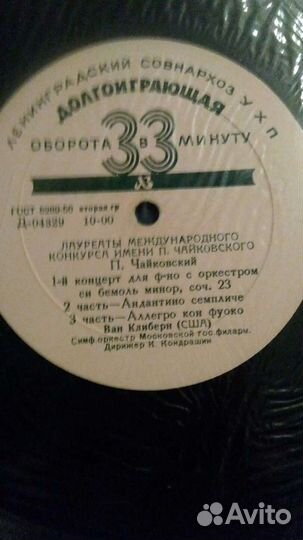 ЛЕНИНГРАДСКИЙ СОВНАРХОЗ УХП
ДОЛГОИГРАЮЩАЯ
ОБОРОТА 33 В МИНУТУ
ЛЗ
ГОСТ 5289-56 вторая гр
Д-04329 10-00
ЛАУРЕАТЫ МЕЖДУНАРОДНОГО
КОНКУРСА ИМЕНИ П. ЧАЙКОВСКОГО
П. Чайковский
1-й концерт для ф-но с оркестром
си бемоль минор, соч. 23
2 часть—Андантино семпличе
3 часть—Аллегро кон фуоко
Ван Клиберн (США)
Симф. оркестр Московской гос. филарм.
Дирижер К. Кондрашин
Avito